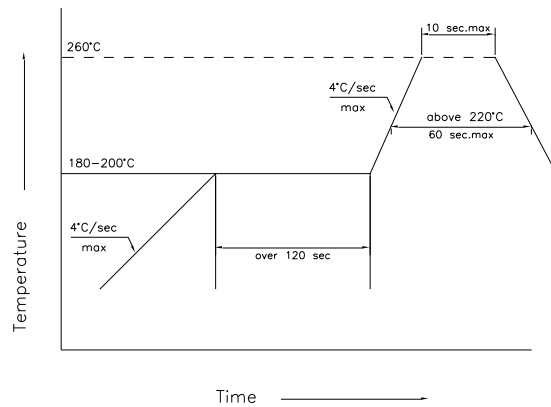 10 sec.max
260°C
4°C/sec
max
above 220°C
60 sec.max
180-200°C
4°C/sec
max
over 120 sec
Temperature
Time